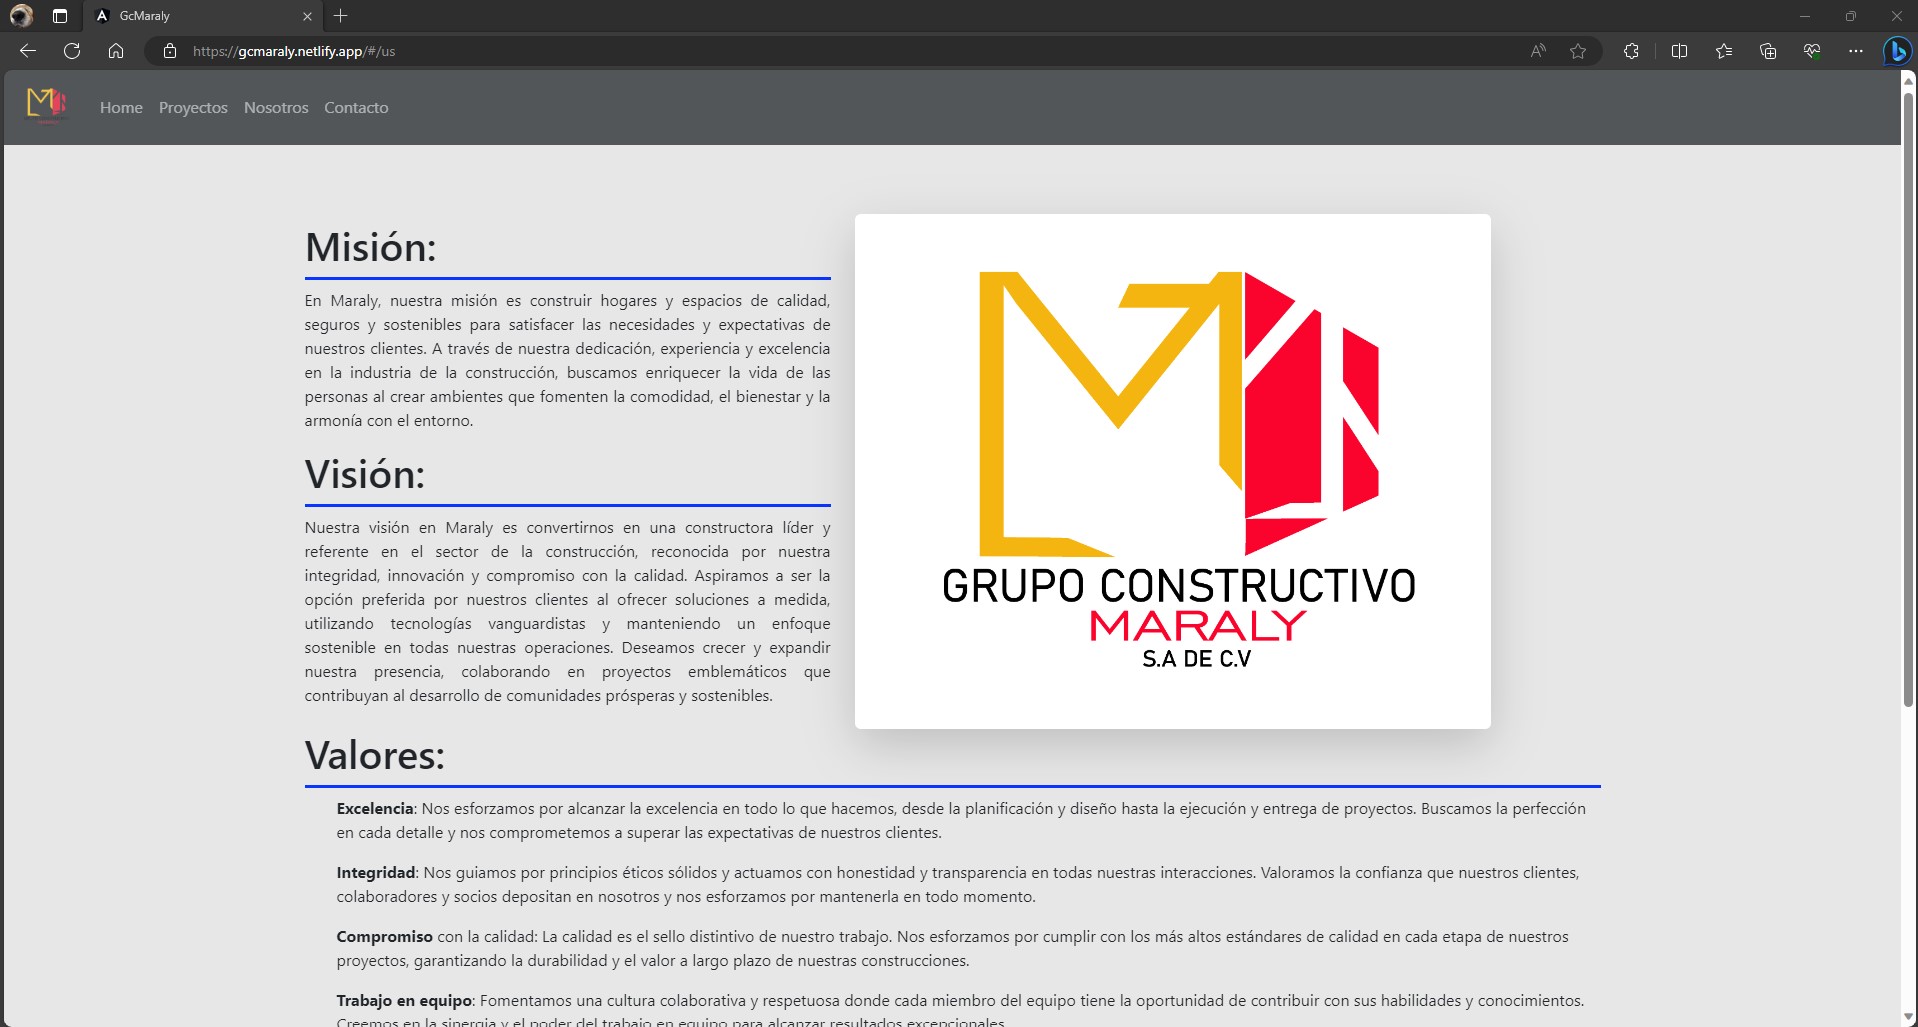 GcMaraly
https://gcmaraly.netlify.app/#/us
Home Proyectos Nosotros Contacto
Misión:
En Maraly, nuestra misión es construir hogares y espacios de calidad,
seguros y sostenibles para satisfacer las necesidades y expectativas de
nuestros clientes. A través de nuestra dedicación, experiencia y excelencia
en la industria de la construcción, buscamos enriquecer la vida de las
personas al crear ambientes que fomenten la comodidad, el bienestar y la
armonía con el entorno.
Visión:
Nuestra visión en Maraly es convertirnos en una constructora líder y
referente en el sector de la construcción, reconocida por nuestra
integridad, innovación y compromiso con la calidad. Aspiramos a ser la
opción preferida por nuestros clientes al ofrecer soluciones a medida,
utilizando tecnologías vanguardistas y manteniendo un enfoque
sostenible en todas nuestras operaciones. Deseamos crecer y expandir
nuestra presencia, colaborando en proyectos emblemáticos que
contribuyan al desarrollo de comunidades prósperas y sostenibles.
GRUPO CONSTRUCTIVO
MARALY
S.A DE C.V
Valores:
Excelencia: Nos esforzamos por alcanzar la excelencia en todo lo que hacemos, desde la planificación y diseño hasta la ejecución y entrega de proyectos. Buscamos la perfección
en cada detalle y nos comprometemos a superar las expectativas de nuestros clientes.
Integridad: Nos guiamos por principios éticos sólidos y actuamos con honestidad y transparencia en todas nuestras interacciones. Valoramos la confianza que nuestros clientes,
colaboradores y socios depositan en nosotros y nos esforzamos por mantenerla en todo momento.
Compromiso con la calidad: La calidad es el sello distintivo de nuestro trabajo. Nos esforzamos por cumplir con los más altos estándares de calidad en cada etapa de nuestros
proyectos, garantizando la durabilidad y el valor a largo plazo de nuestras construcciones.
Trabajo en equipo: Fomentamos una cultura colaborativa y respetuosa donde cada miembro del equipo tiene la oportunidad de contribuir con sus habilidades y conocimientos.
Creemos en la sinergia y el poder del trabajo en equipo para alcanzar resultados excepcionales.